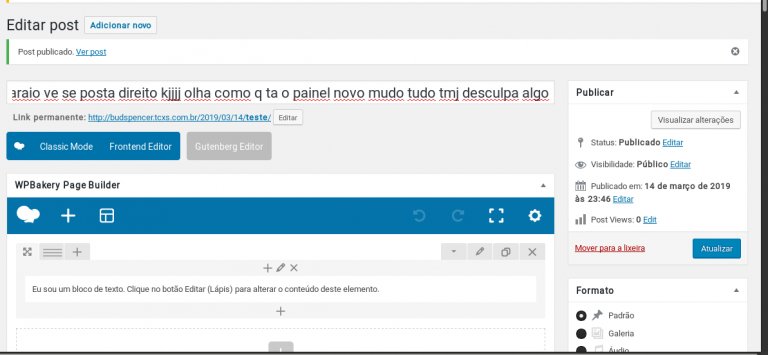 Editar post
Adicionar novo
Post publicado. Ver post
araio ve se posta direito kjjjj olha como q ta o painel novo mudo tudo tmj desculpa algo
Link permanente: http://budspencer.tcxs.com.br/2019/03/14/teste/ Editar
Classic Mode
Frontend Editor
Gutenberg Editor
WPBakery Page Builder
Eu sou um bloco de texto. Clique no botão Editar (Lápis) para alterar o conteúdo deste elemento.
Publicar
Visualizar alterações
Status: Publicado Editar
Visibilidade: Público Editar
Publicado em: 14 de março de 2019
às 23:46 Editar
Post Views: 0 Edit
Mover para a lixeira
Atualizar
Formato
Padrão
Galeria
Áudio